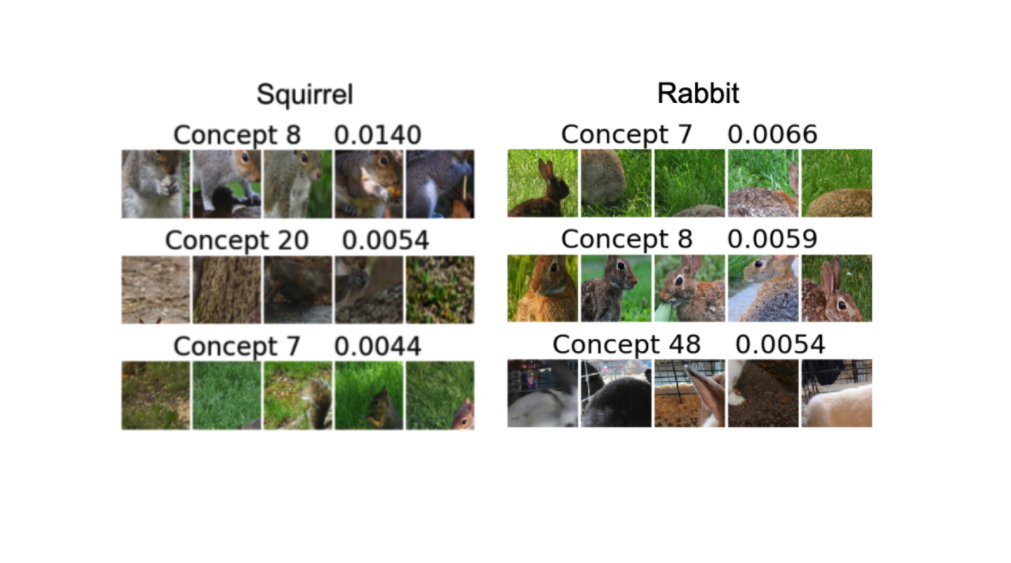 Squirrel
Concept 8 0.0140
Concept 20 0.0054
Concept 7 0.0044
Rabbit
Concept 7 0.0066
Concept 8 0.0059
Concept 48 0.0054